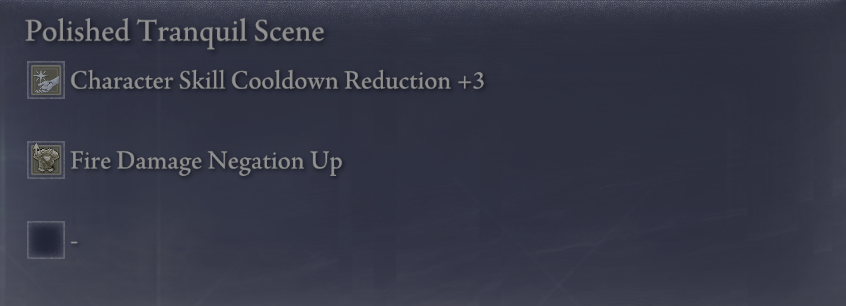 Polished Tranquil Scene
Character Skill Cooldown Reduction +3
Fire Damage Negation Up
-